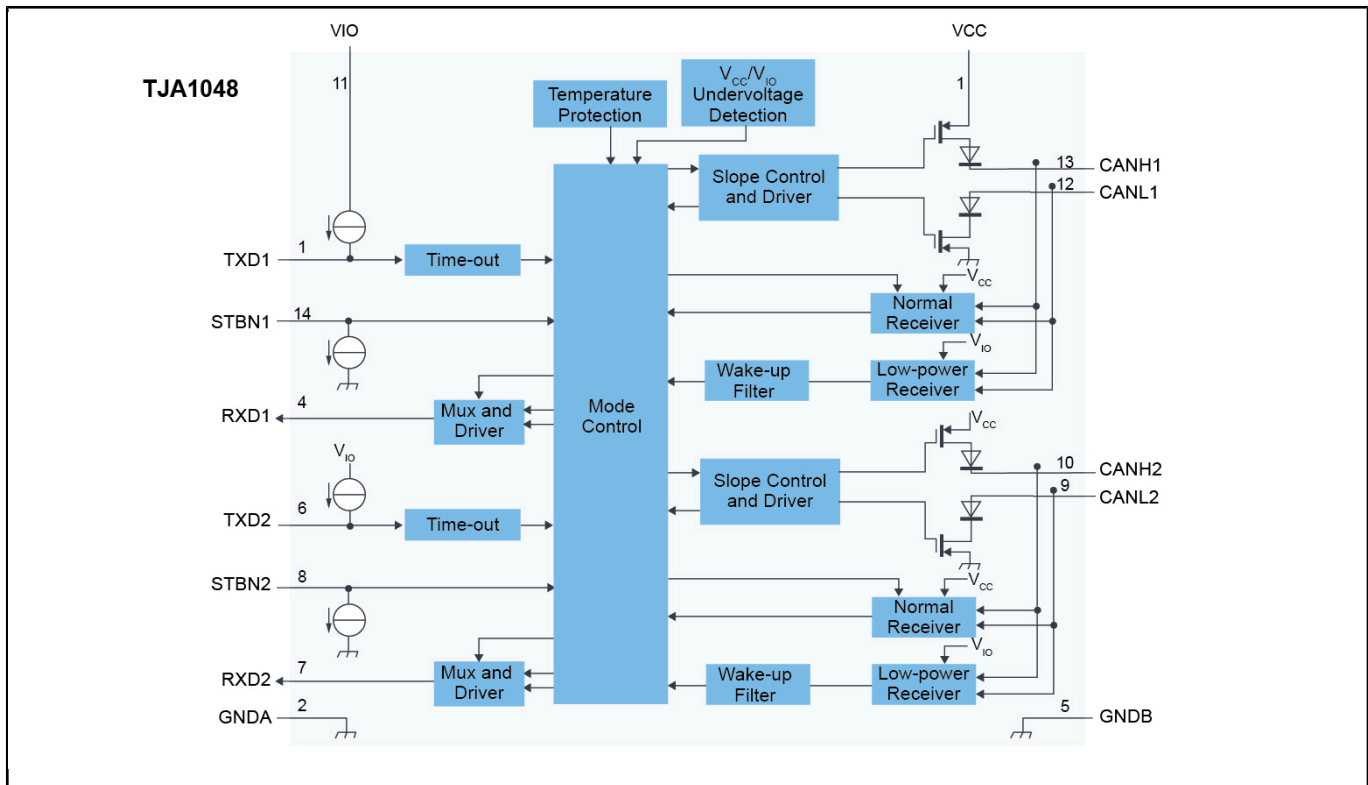 VIO
VCC
TJA1048
11
1
Temperature
Protection
VCC/VIO
Undervoltage
Detection
Slope Control
and Driver
13 CANH1
12 CANL1
TXD1 1
Time-out
VCC
Normal
Receiver
STBN1 14
VIO
Wake-up
Filter
Low-power
Receiver
RXD1 4
Mux and
Driver
Mode
Control
VCC
VIO
10 CANH2
Slope Control
and Driver
9 CANL2
TXD2 6
Time-out
STBN2 8
VCC
Normal
Receiver
VIO
RXD2 7
Mux and
Driver
Wake-up
Filter
Low-power
Receiver
GNDA 2
5 GNDB